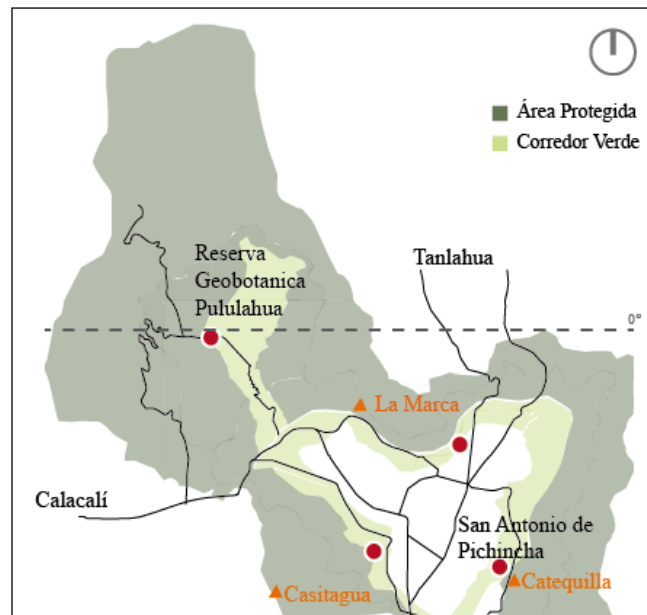 Área Protegida
Corredor Verde
Reserva
Geobotanica
Pululahua
Tanlahua
0°
La Marca
Calacalí
San Antonio de
Pichincha
Casitagua
Catequilla